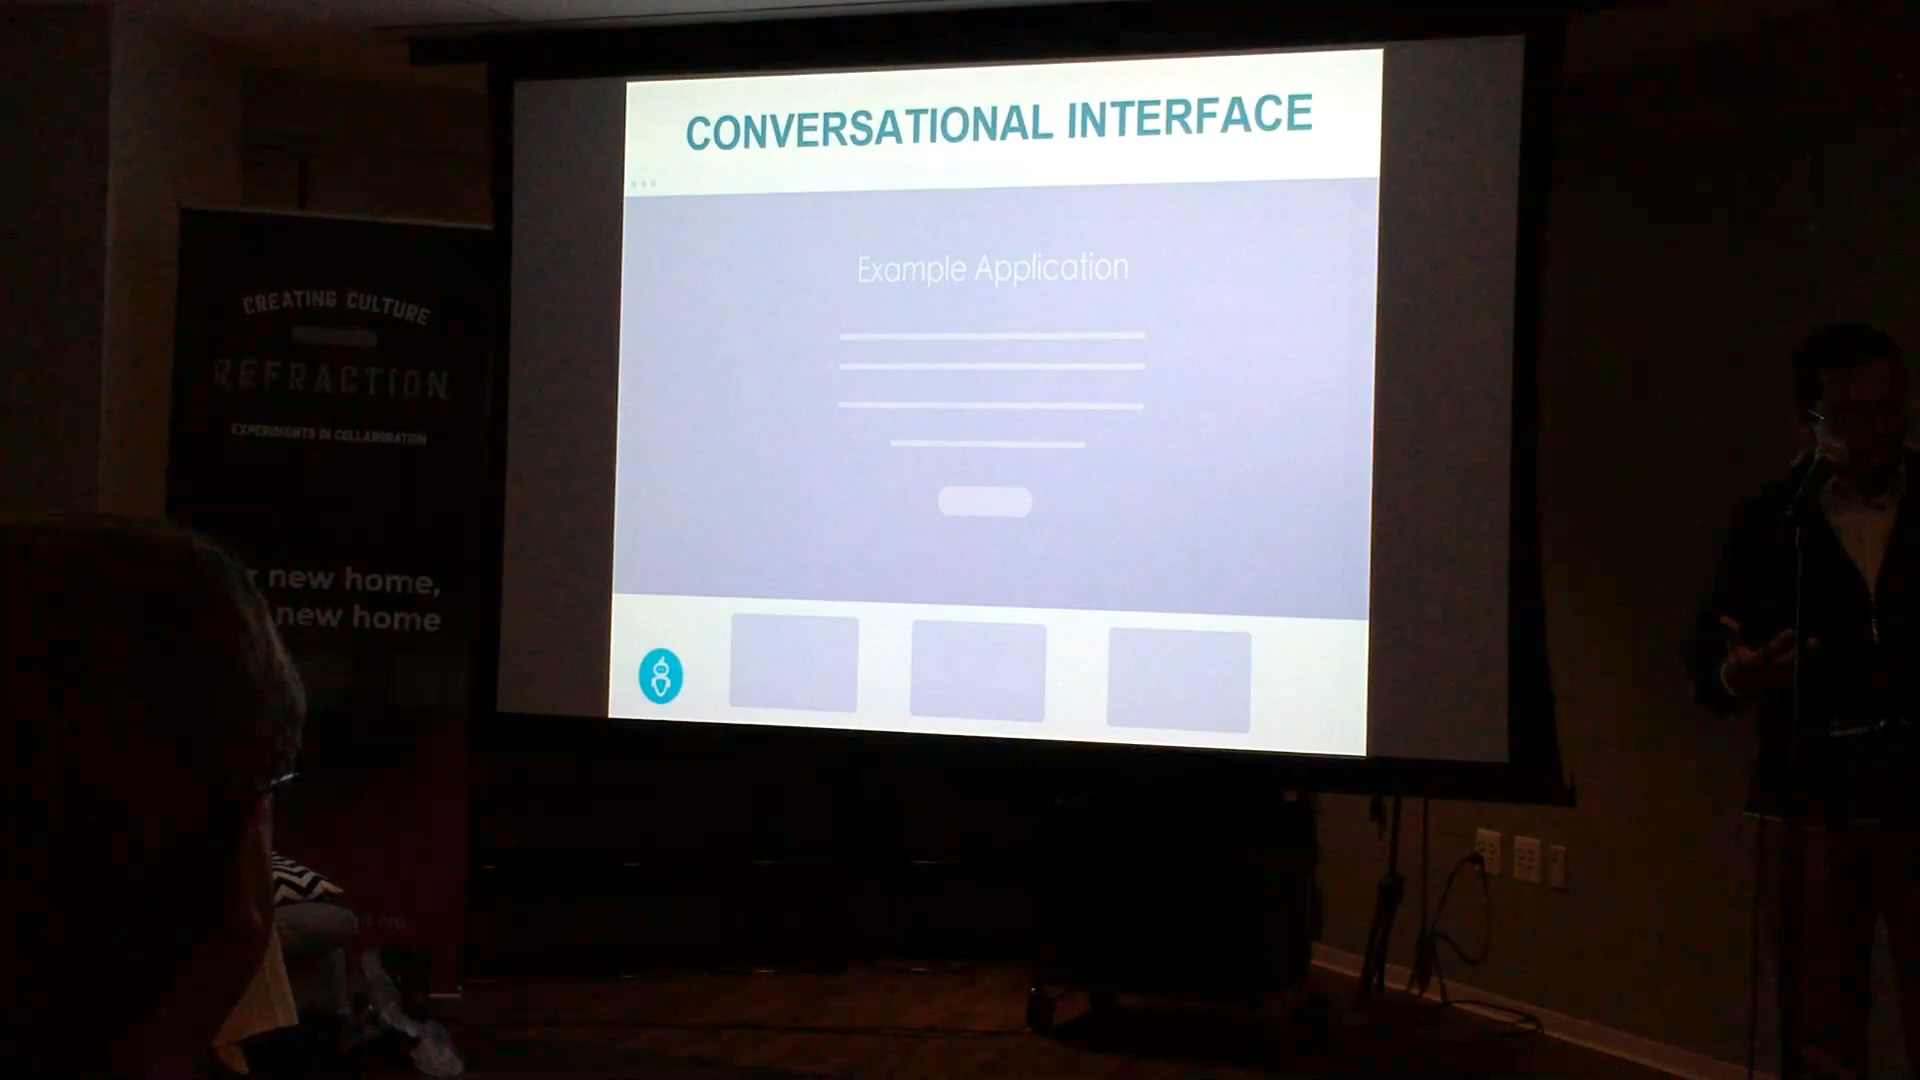 CONVERSATIONAL INTERFACE
Example Application
CREATING CULTURE
REFRACTION
EXPERIMENTS IN COLLABORATION
new home,
new home